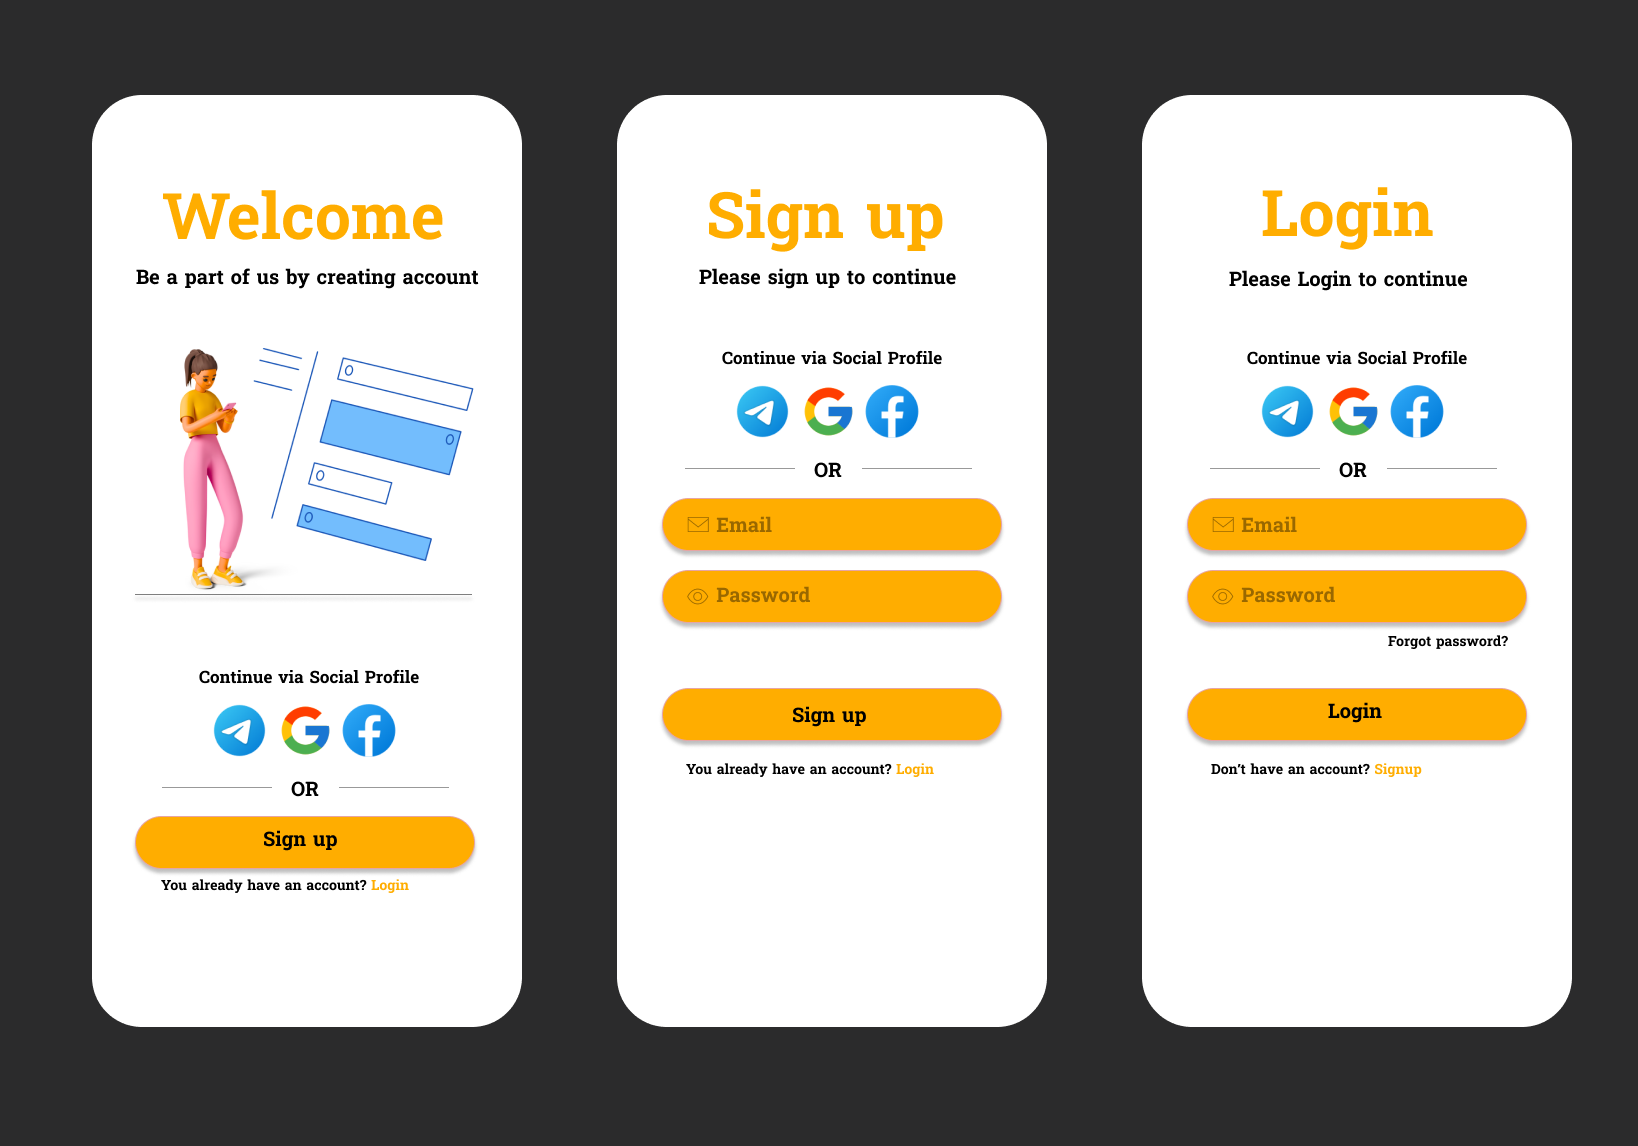 Welcome
Be a part of us by creating account
Continue via Social Profile
OR
Sign up
You already have an account? Login
Sign up
Please sign up to continue
Continue via Social Profile
OR
Email
Password
Sign up
You already have an account? Login
Login
Please Login to continue
Continue via Social Profile
OR
Email
Password
Forgot password?
Login
Don't have an account? Signup